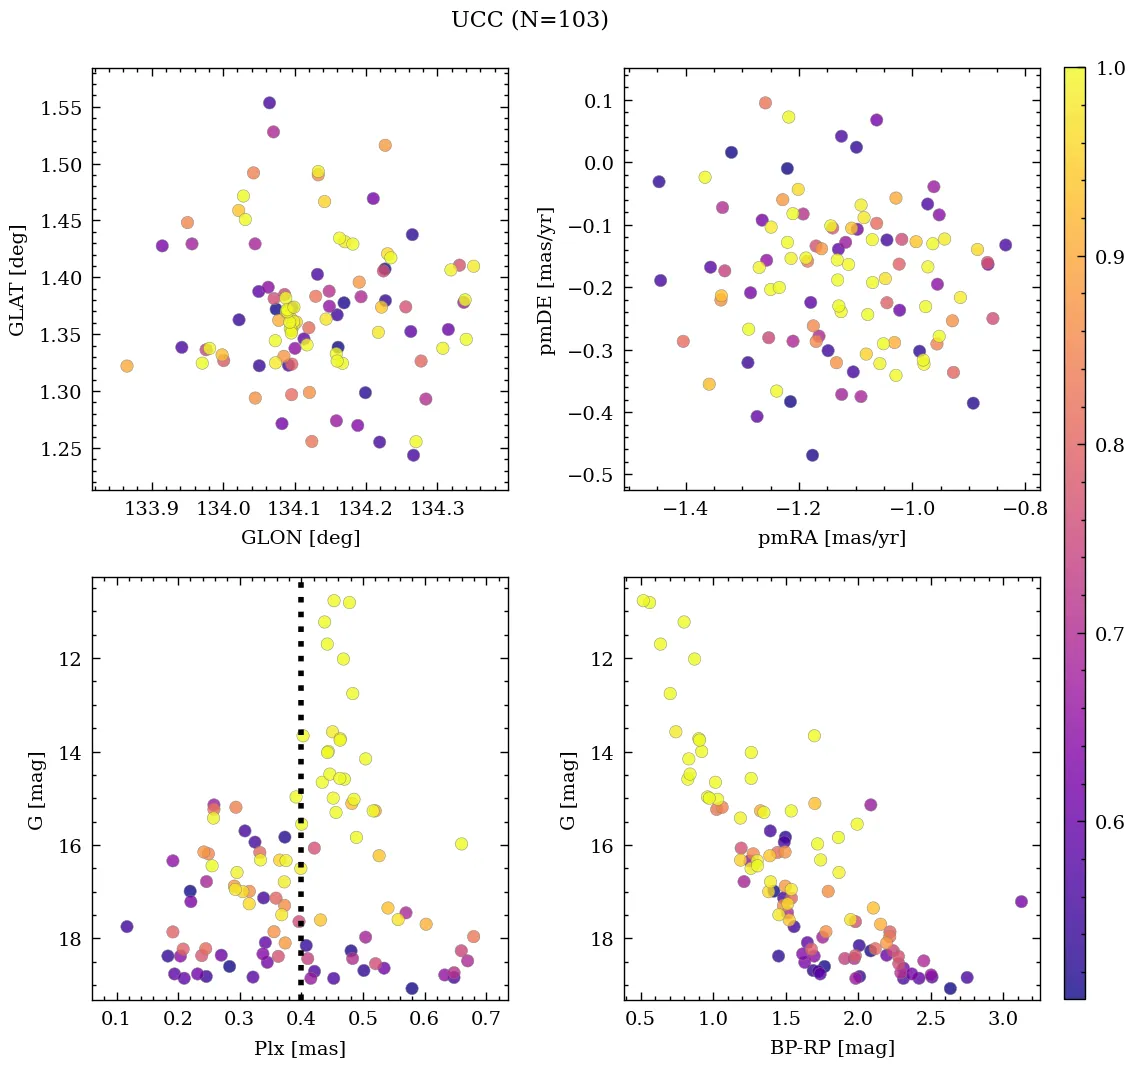 UCC (N=103)
GLAT [deg]
1.55
1.50
1.45
1.40
1.35
1.30
1.25
133.9 134.0 134.1 134.2 134.3
GLON [deg]
pmDE [mas/yr]
0.1
0.0
−0.1
−0.2
−0.3
−0.4
−0.5
−1.4 −1.2 −1.0 −0.8
pmRA [mas/yr]
G [mag]
12
14
16
18
0.1 0.2 0.3 0.4 0.5 0.6 0.7
Plx [mas]
G [mag]
12
14
16
18
0.5 1.0 1.5 2.0 2.5 3.0
BP-RP [mag]
1.0
0.9
0.8
0.7
0.6